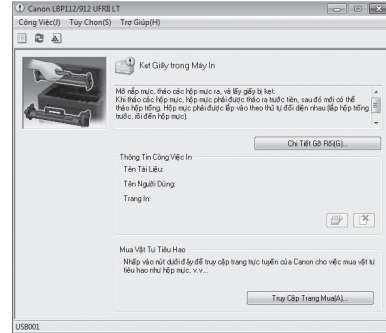 Canon LBP112/912 UFRII LT
Công Việc(J) Tùy Chọn(S) Trợ Giúp(H)
Kẹt Giấy trong Máy In
Mở nắp mực, tháo các hộp mực ra, và lấy giấy bị kẹt.
Khi tháo các hộp mực, hộp mực phải được tháo ra trước tiên, sau đó mới có thể
tháo hộp trống. Hộp mực phải được lắp vào theo thứ tự đối diện nhau (lắp hộp trống
trước, rồi đến hộp mực).
Chi Tiết Gỡ Rối(G)...
Thông Tin Công Việc In
Tên Tài Liệu:
Tên Người Dùng:
Trang In:
Mua Vật Tư Tiêu Hao
Nhấp vào nút dưới đây để truy cập trang trực tuyến của Canon cho việc mua vật tư
tiêu hao như hộp mực, v.v...
Truy Cập Trang Mua(A)...
USB001